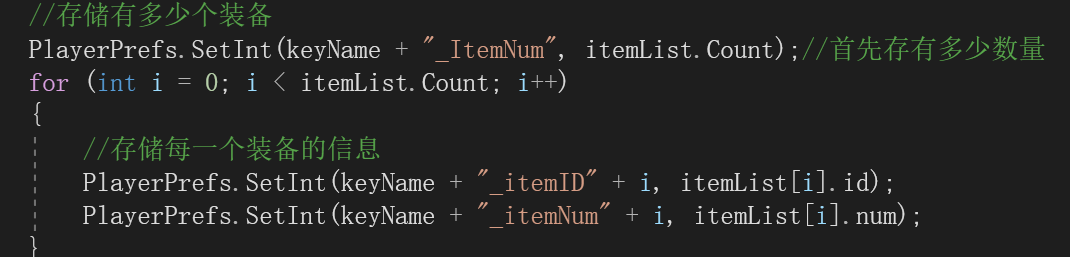 //存储有多少个装备
PlayerPrefs.SetInt(keyName + "_ItemNum", itemList.Count);//首先存有多少数量
for (int i = 0; i < itemList.Count; i++)
{
//存储每一个装备的信息
PlayerPrefs.SetInt(keyName + "_itemID" + i, itemList[i].id);
PlayerPrefs.SetInt(keyName + "_itemNum" + i, itemList[i].num);
}